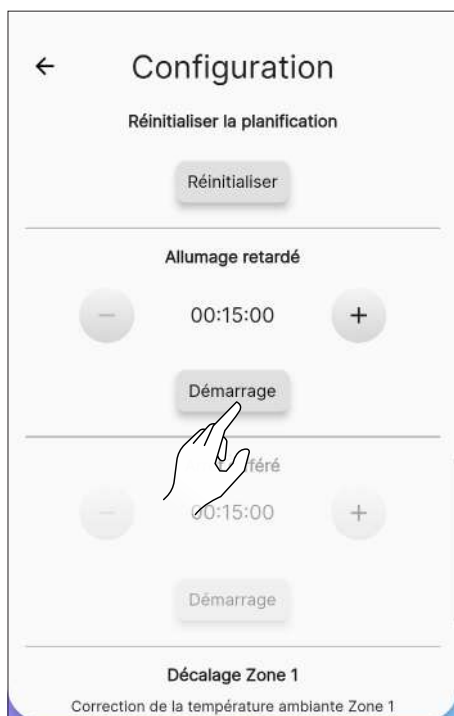 Configuration
Réinitialiser la planification
Réinitialiser
Allumage retardé
00:15:00
Démarrage
00:15:00
Démarrage
Décalage Zone 1
Correction de la température ambiante Zone 1